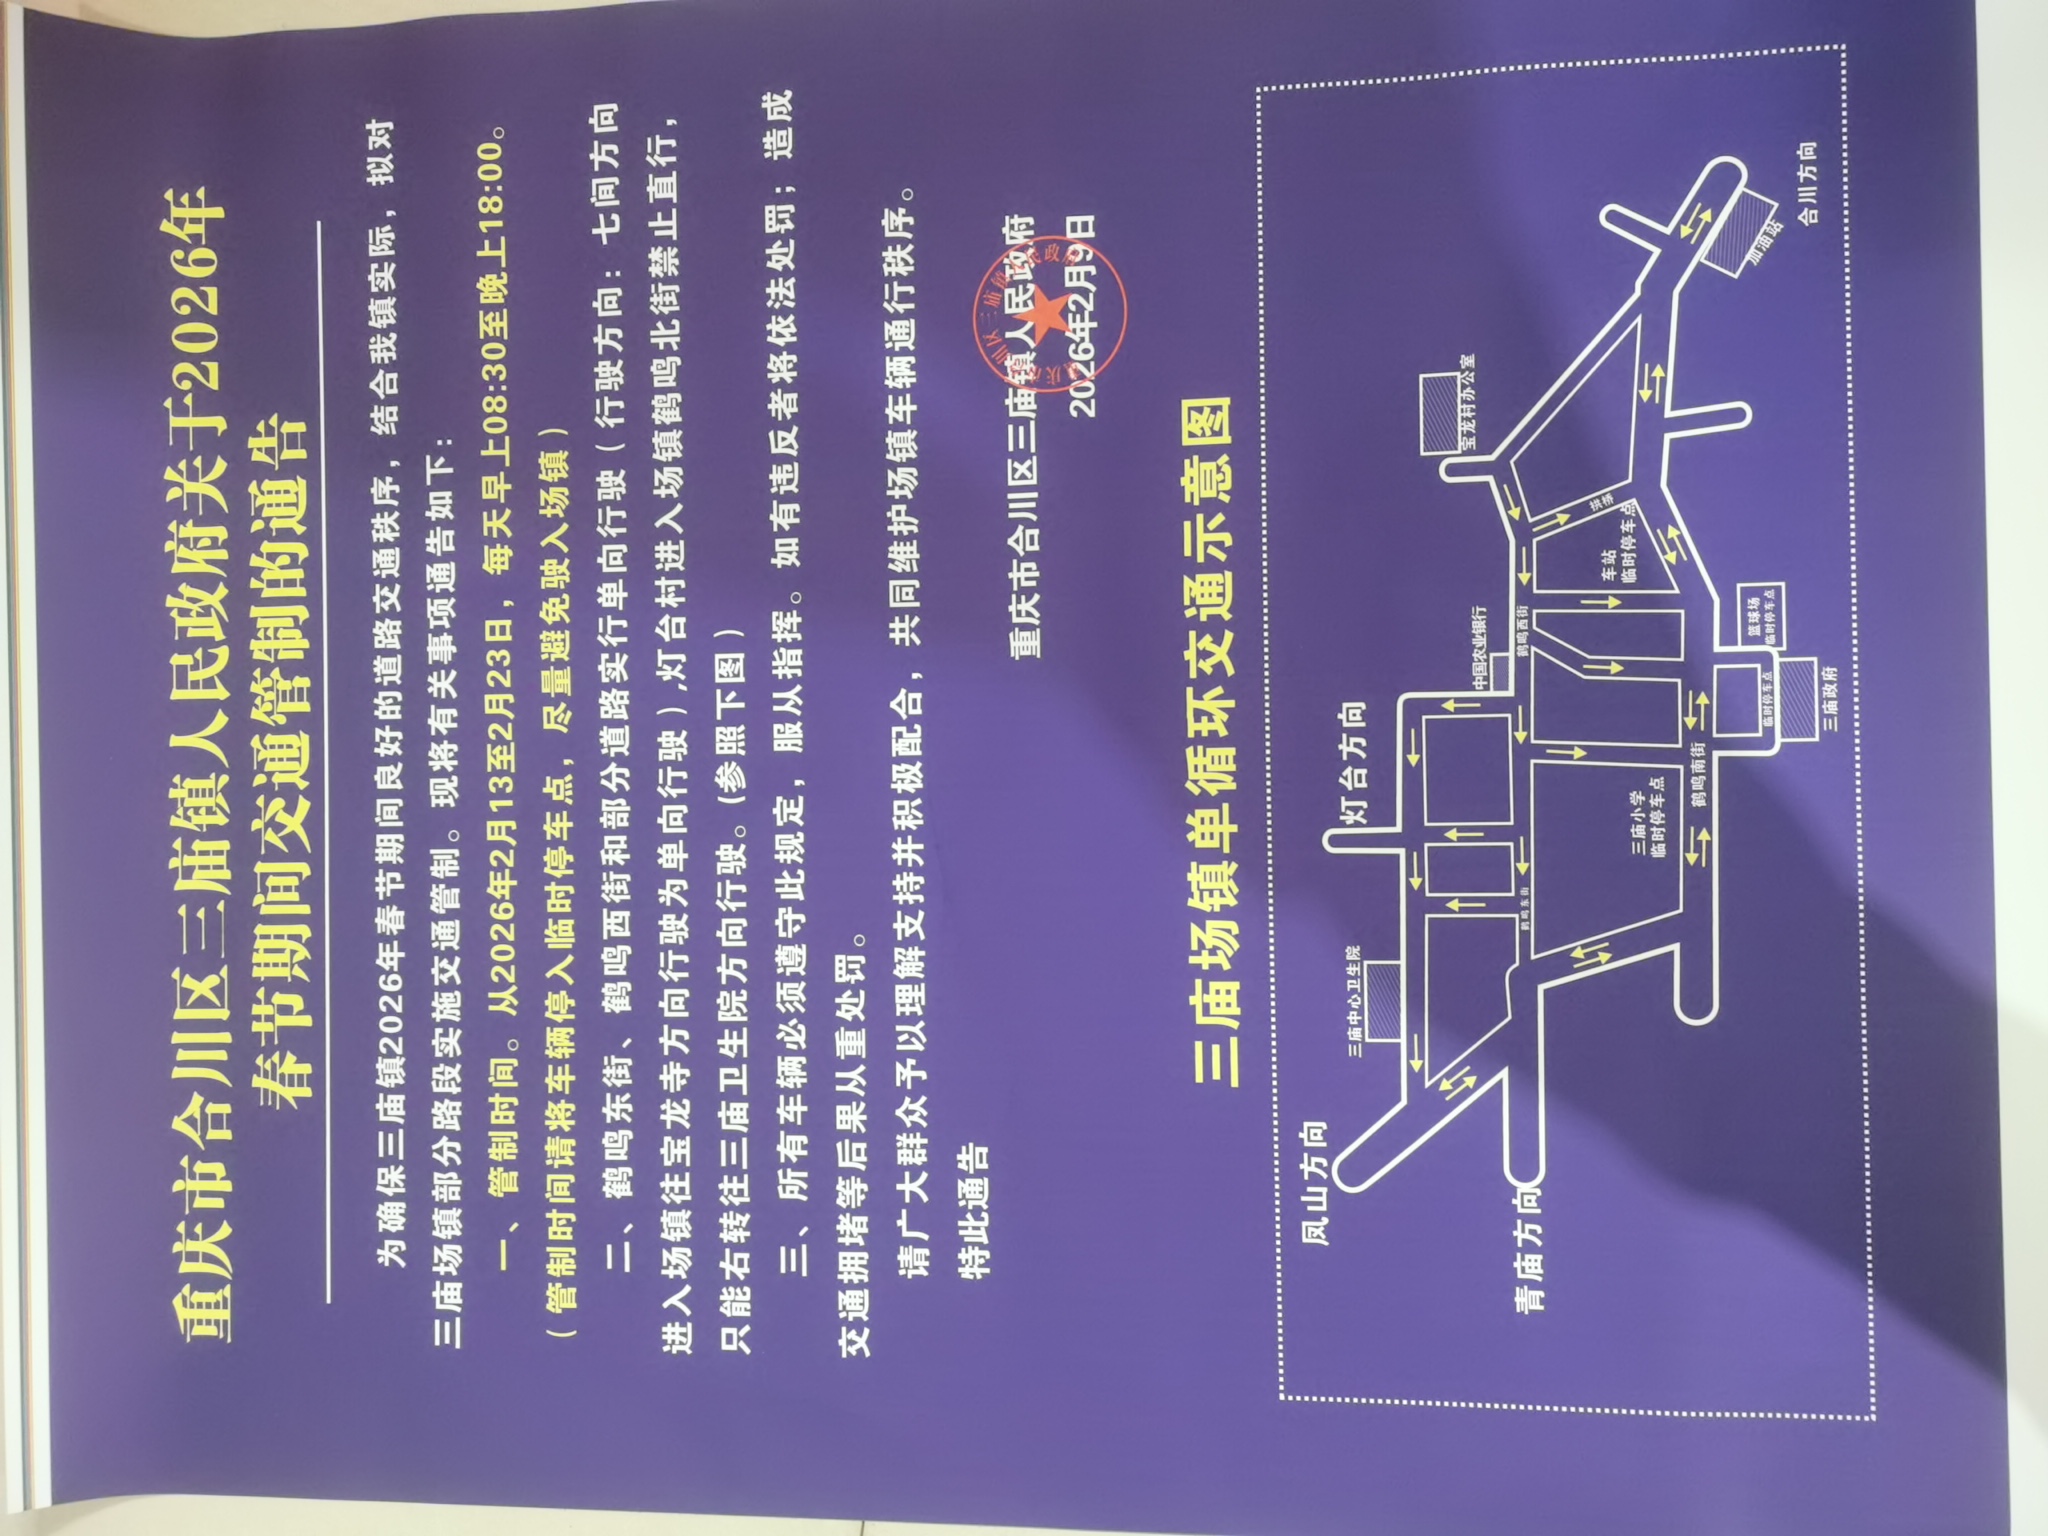 重庆市合川区三庙镇人民政府关于2026年
春节期间交通管制的通告
为确保三庙镇2026年春节期间良好的道路交通秩序，结合我镇实际，拟对
三庙场镇部分路段实施交通管制。现将有关事项通告如下：
一、管制时间。从2026年2月13至2月23日，每天早上08:30至晚上18:00。
（管制时间请将车辆停入临时停车点，尽量避免驶入场镇）
二、鹤鸣东街、鹤鸣西街和部分道路实行单向行驶（行驶方向：七间方向
进入场镇往宝龙寺方向行驶为单向行驶）,灯台村进入场镇鹤鸣北街禁止直行，
只能右转往三庙卫生院方向行驶。（参照下图）
三、所有车辆必须遵守此规定，服从指挥。如有违反者将依法处罚；造成
交通拥堵等后果从重处罚。
请广大群众予以理解支持并积极配合，共同维护场镇车辆通行秩序。
特此通告
重庆市合川区三庙镇人民政府
2026年2月9日
三庙场镇单循环交通示意图
凤山方向
三庙中心卫生院
灯台方向
宝龙村办公室
中国农业银行
青庙方向
鹤鸣东街
鹤鸣西街
车站
临时停车点
三庙小学
临时停车点
鹤鸣南街
篮球场
临时停车点
临时停车点
三庙政府
加油站
合川方向